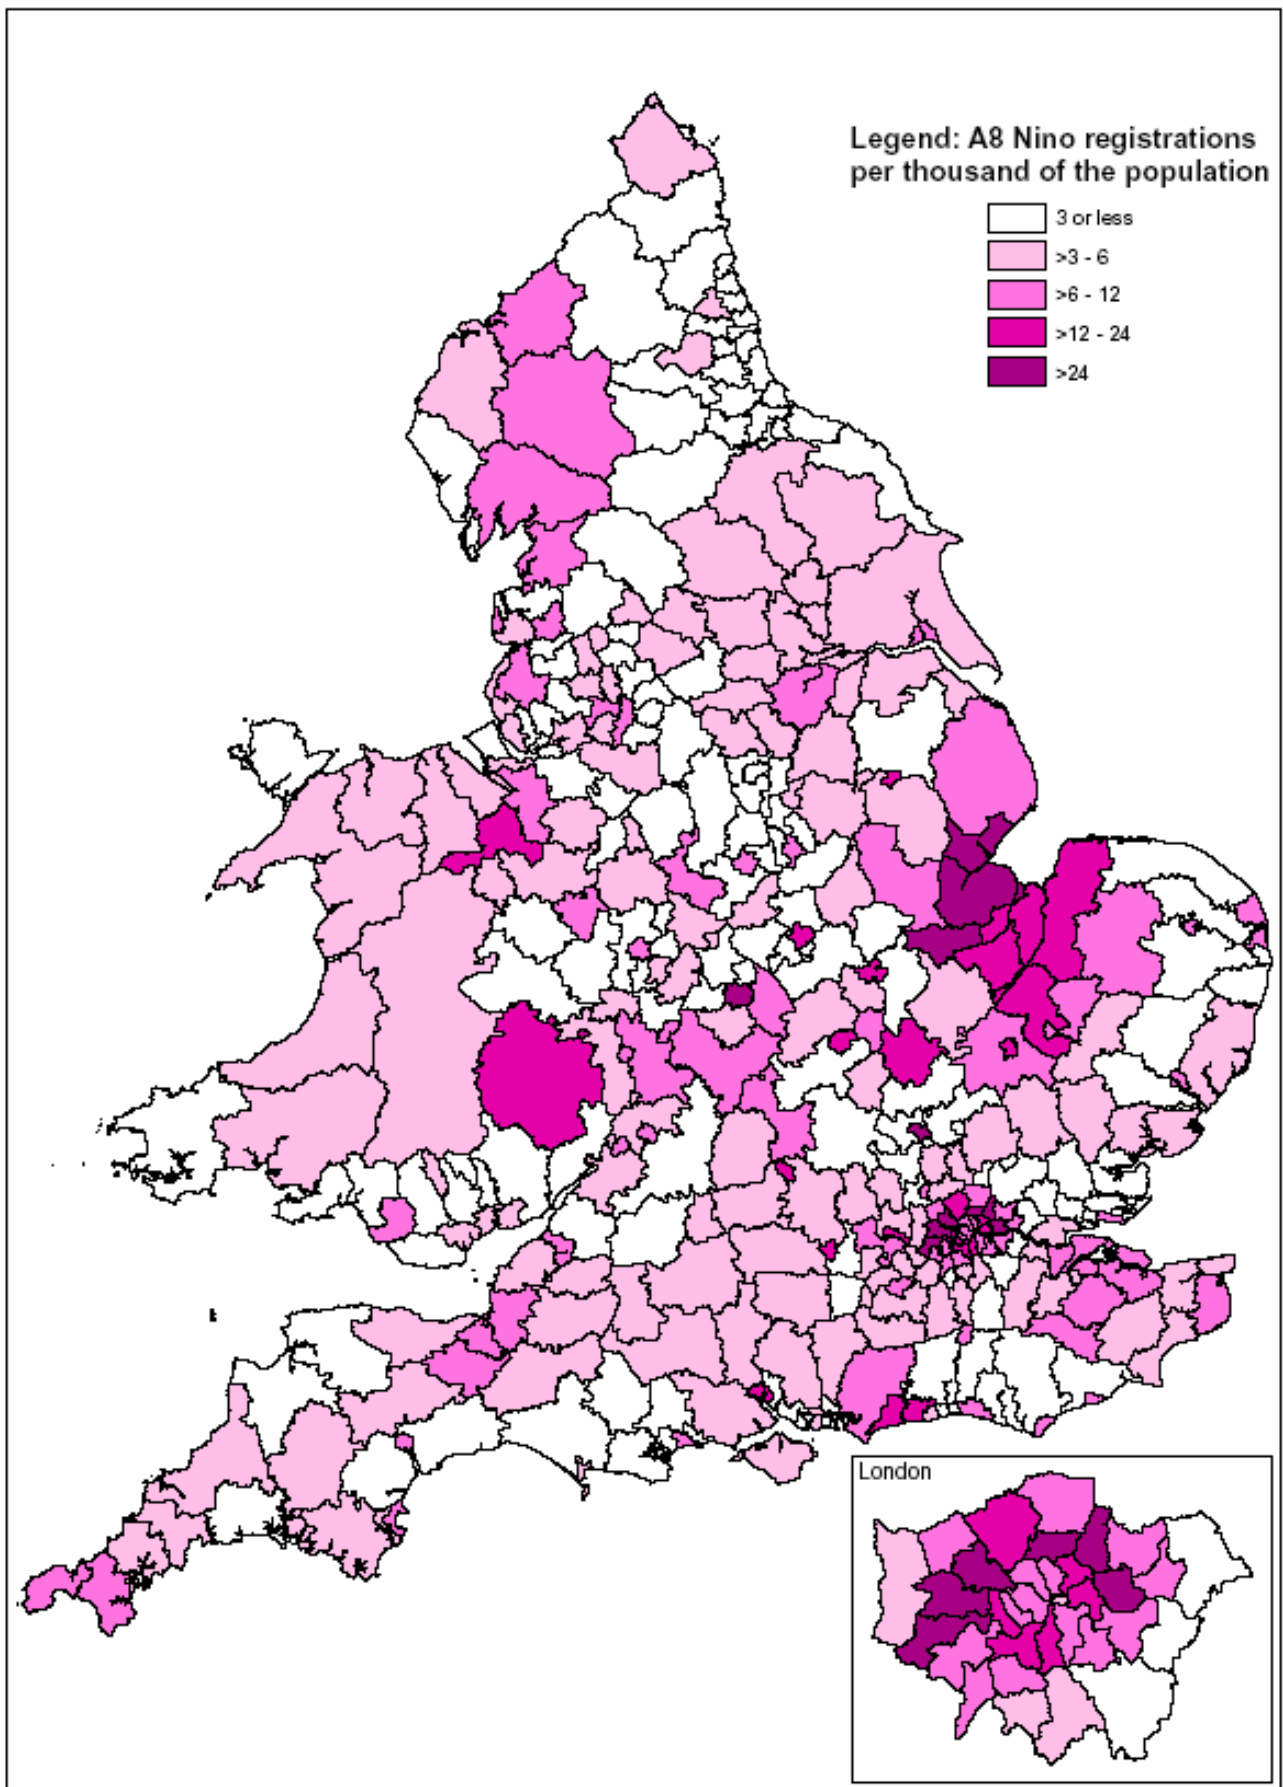 Legend: A8 Nino registrations
per thousand of the population
3 or less
>3 - 6
>6 - 12
>12 - 24
>24
London